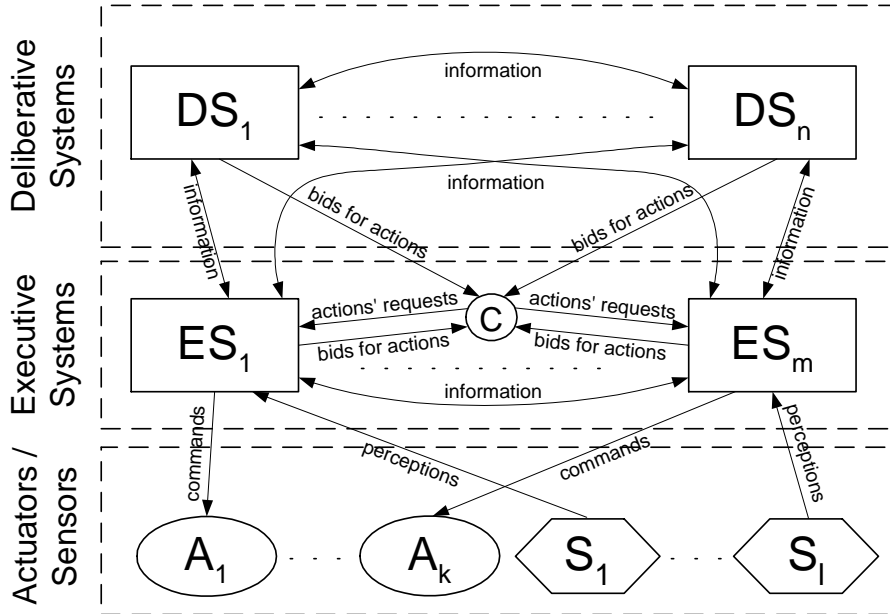 Deliberative
Systems
information
DS1
DSn
information
information
bids for actions
bids for actions
information
Executive
Systems
actions' requests
actions' requests
C
ES1
ESm
bids for actions
bids for actions
information
Actuators /
Sensors
commands
perceptions
commands
perceptions
A1
Ak
S1
Sl